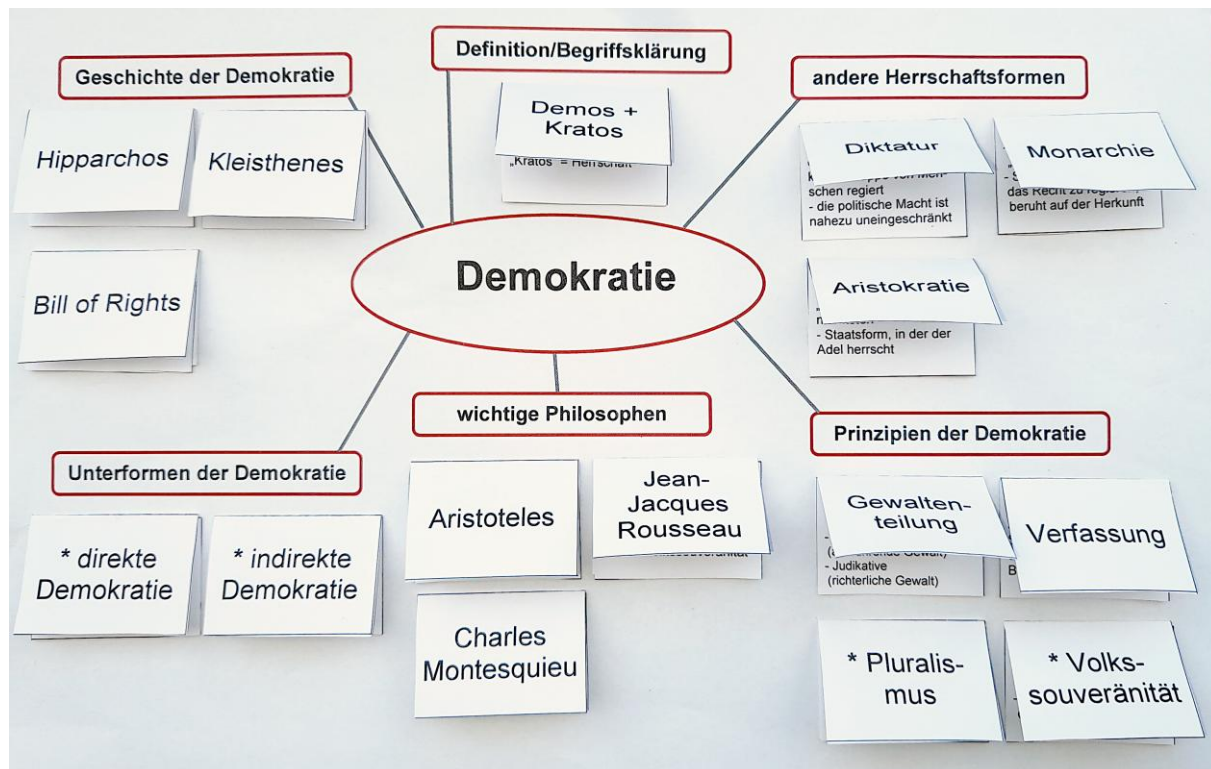 Definition/Begriffsklärung
Demos +
Kratos
„Kratos“ = Herrschaft
Geschichte der Demokratie
Hipparchos
Kleisthenes
Bill of Rights
andere Herrschaftsformen
Diktatur
schen regiert
- die politische Macht ist
nahezu uneingeschränkt
Monarchie
das Recht zu
beruht auf der Herkunft
Aristokratie
- Staatsform, in der der
Adel herrscht
Demokratie
Unterformen der Demokratie
* direkte
Demokratie
* indirekte
Demokratie
wichtige Philosophen
Aristoteles
Jean-
Jacques
Rousseau
Charles
Montesquieu
Prinzipien der Demokratie
Gewalten-
teilung
Gewalt)
- Judikative
(richterliche Gewalt)
Verfassung
* Pluralis-
mus
* Volks-
souveränität